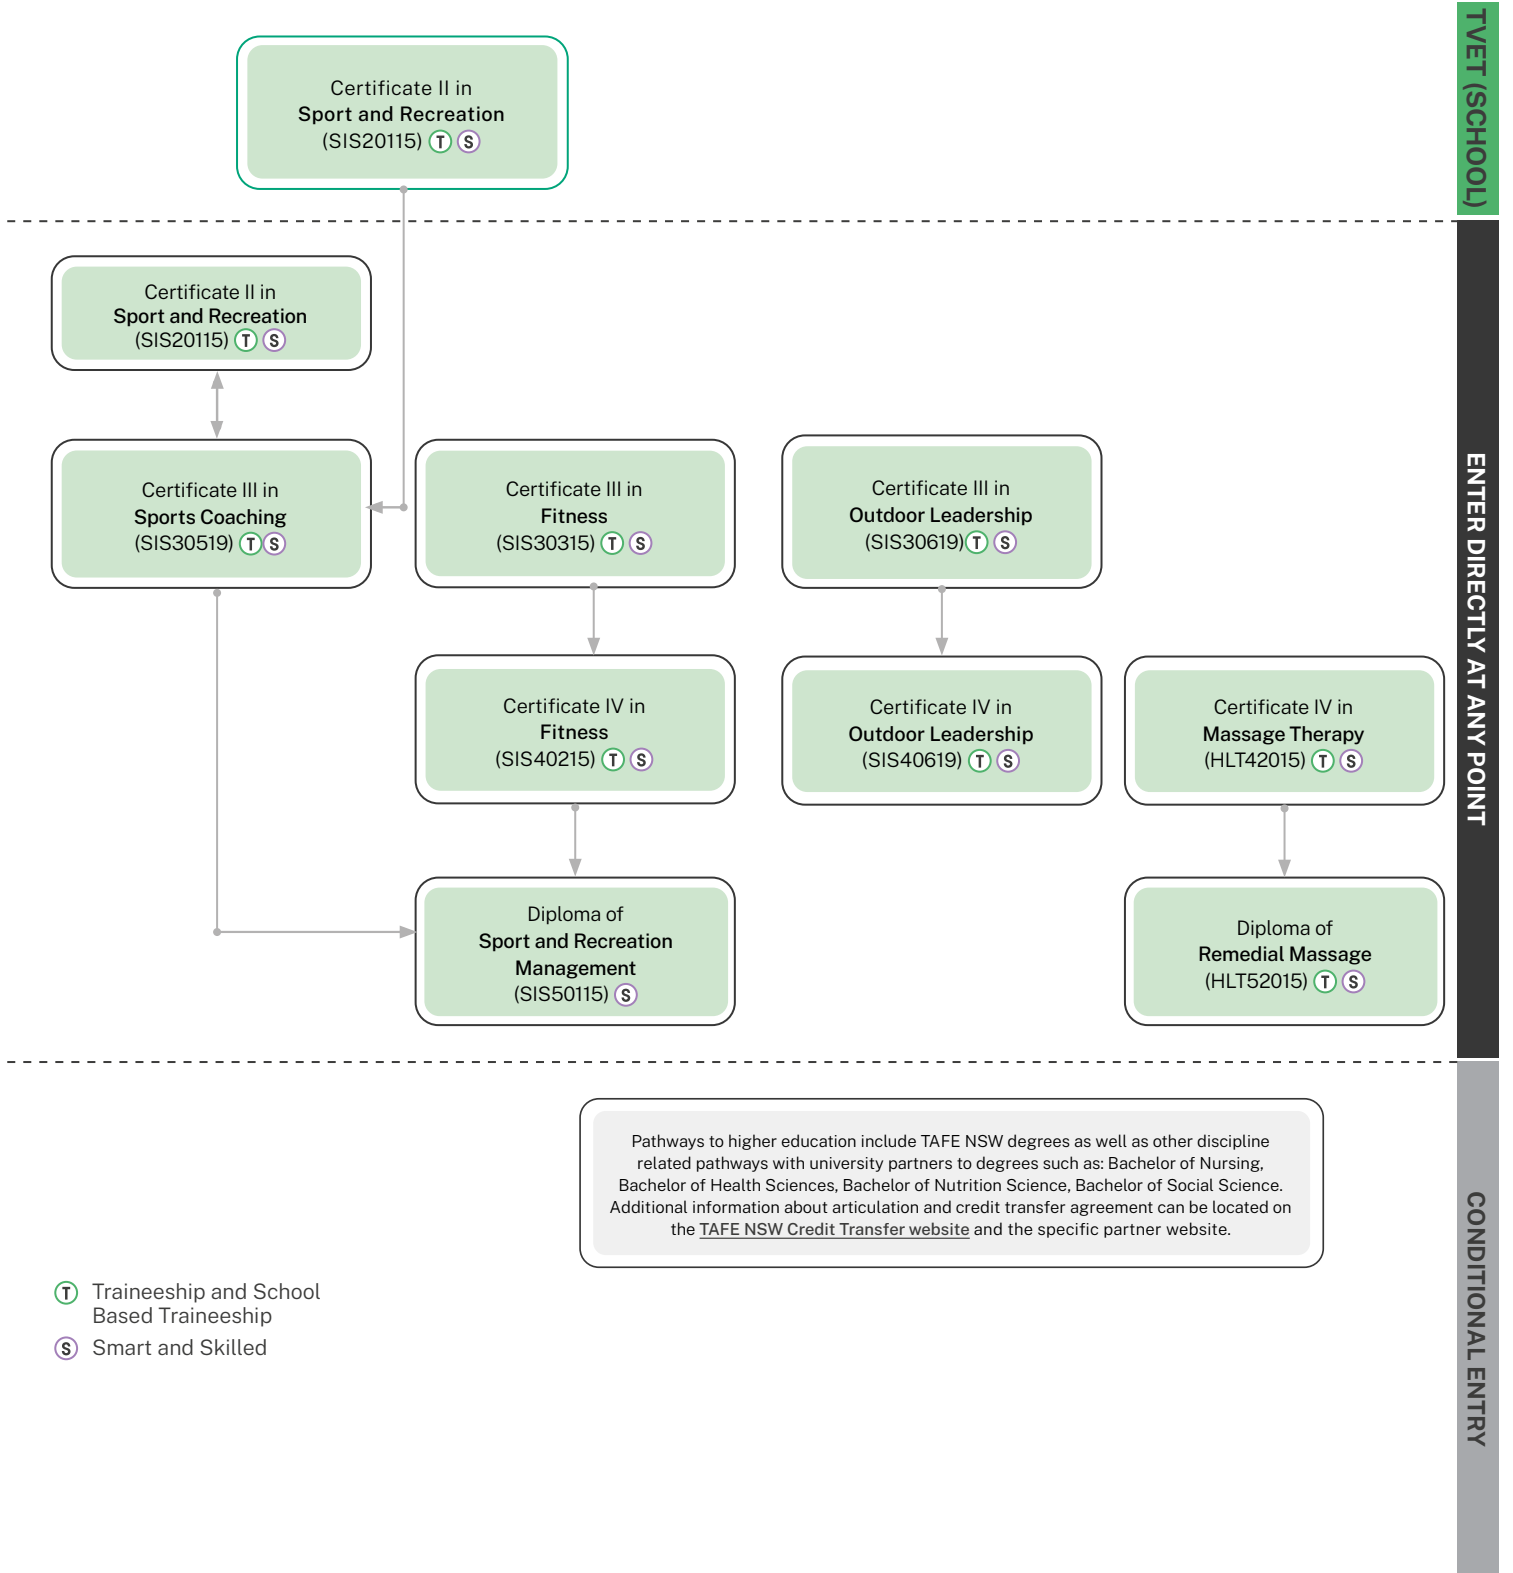 TVET (SCHOOL)
Certificate II in
Sport and Recreation
(SIS20115) T S
ENTER DIRECTLY AT ANY POINT
Certificate II in
Sport and Recreation
(SIS20115) T S
Certificate III in
Sports Coaching
(SIS30519) T S
Certificate III in
Fitness
(SIS30315) T S
Certificate III in
Outdoor Leadership
(SIS30619) T S
Certificate IV in
Fitness
(SIS40215) T S
Certificate IV in
Outdoor Leadership
(SIS40619) T S
Certificate IV in
Massage Therapy
(HLT42015) T S
Diploma of
Sport and Recreation
Management
(SIS50115) S
Diploma of
Remedial Massage
(HLT52015) T S
CONDITIONAL ENTRY
Pathways to higher education include TAFE NSW degrees as well as other discipline
related pathways with university partners to degrees such as: Bachelor of Nursing,
Bachelor of Health Sciences, Bachelor of Nutrition Science, Bachelor of Social Science.
Additional information about articulation and credit transfer agreement can be located on
the TAFE NSW Credit Transfer website and the specific partner website.
T Traineeship and School
Based Traineeship
S Smart and Skilled